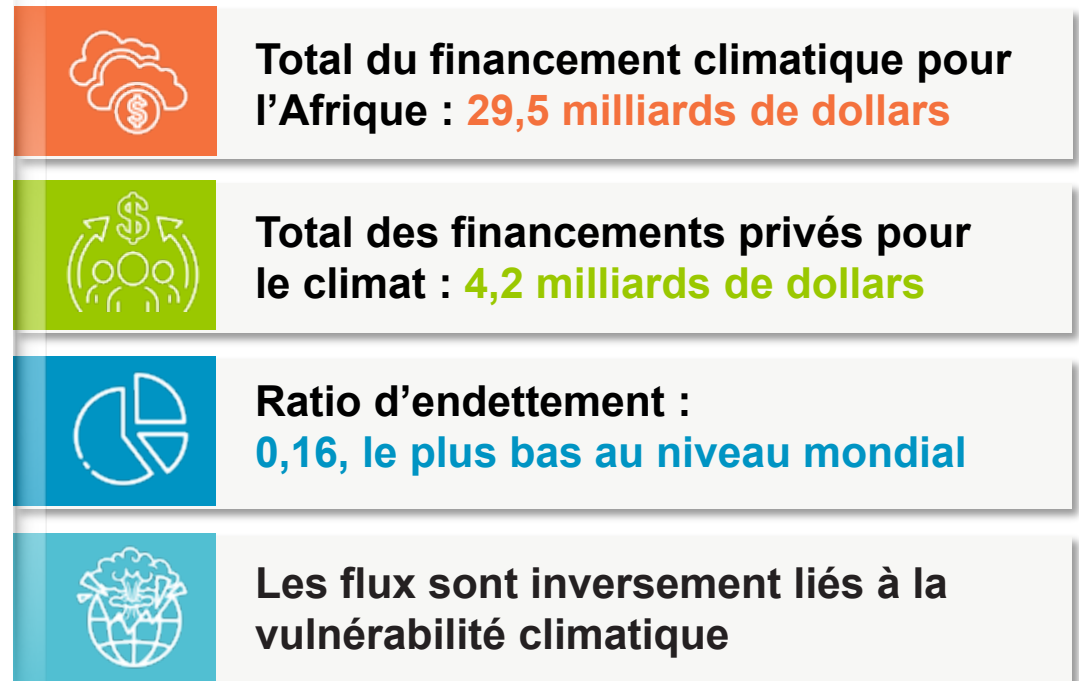 Total du financement climatique pour
l’Afrique : 29,5 milliards de dollars
Total des financements privés pour
le climat : 4,2 milliards de dollars
Ratio d’endettement :
0,16, le plus bas au niveau mondial
Les flux sont inversement liés à la
vulnérabilité climatique